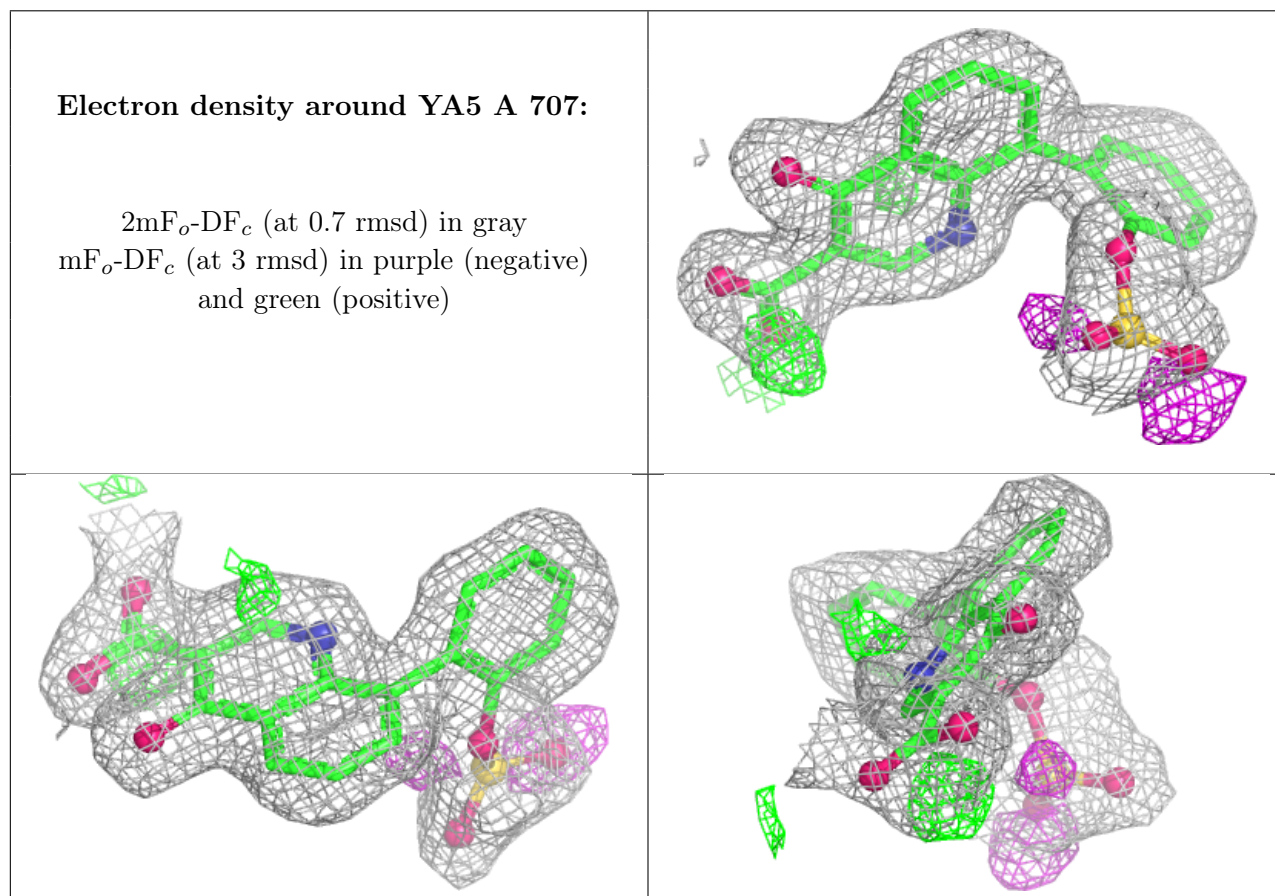 Electron density around YA5 A 707:
2mFo-DFc (at 0.7 rmsd) in gray
mFo-DFc (at 3 rmsd) in purple (negative)
and green (positive)